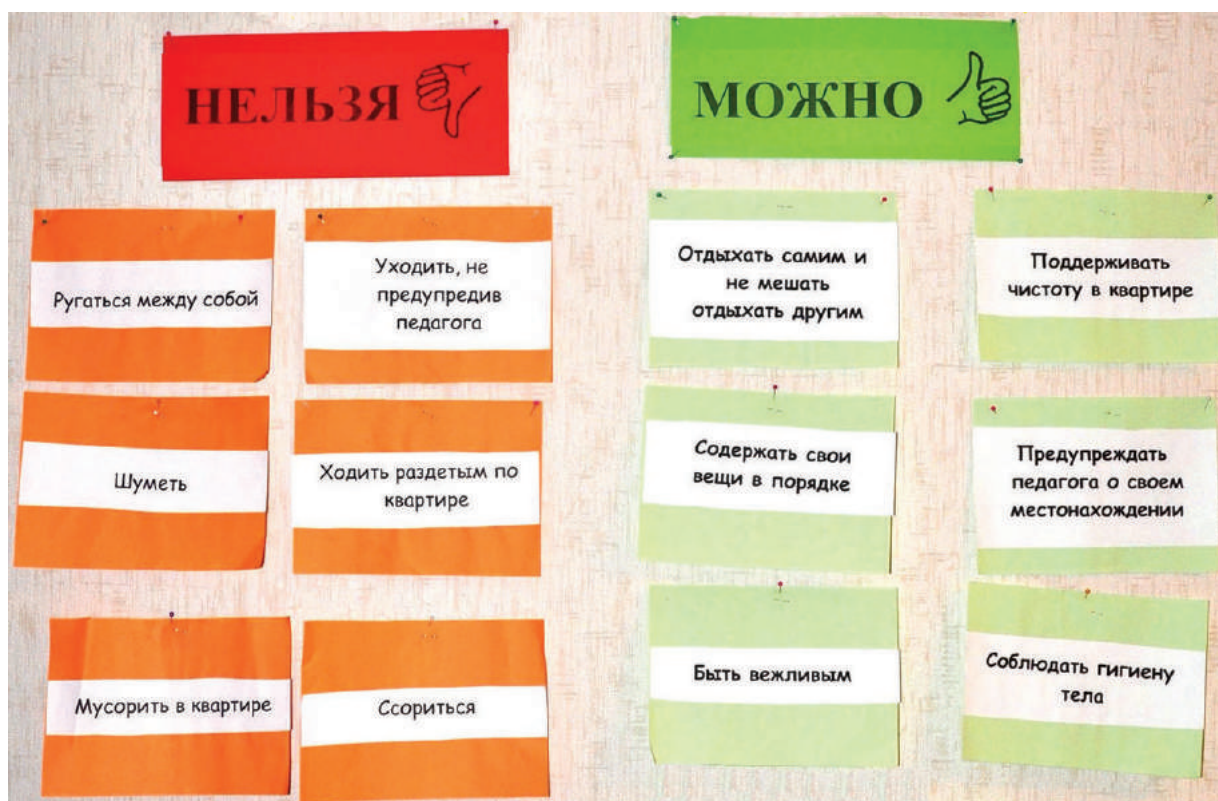 НЕЛЬЗЯ
Ругаться между собой
Уходить, не
предупредив
педагога
Шуметь
Ходить раздетым по
квартире
Мусорить в квартире
Ссориться
МОЖНО
Отдыхать самим и
не мешать
отдыхать другим
Поддерживать
чистоту в квартире
Содержать свои
вещи в порядке
Предупреждать
педагога о своем
местонахождении
Быть вежливым
Соблюдать гигиену
тела